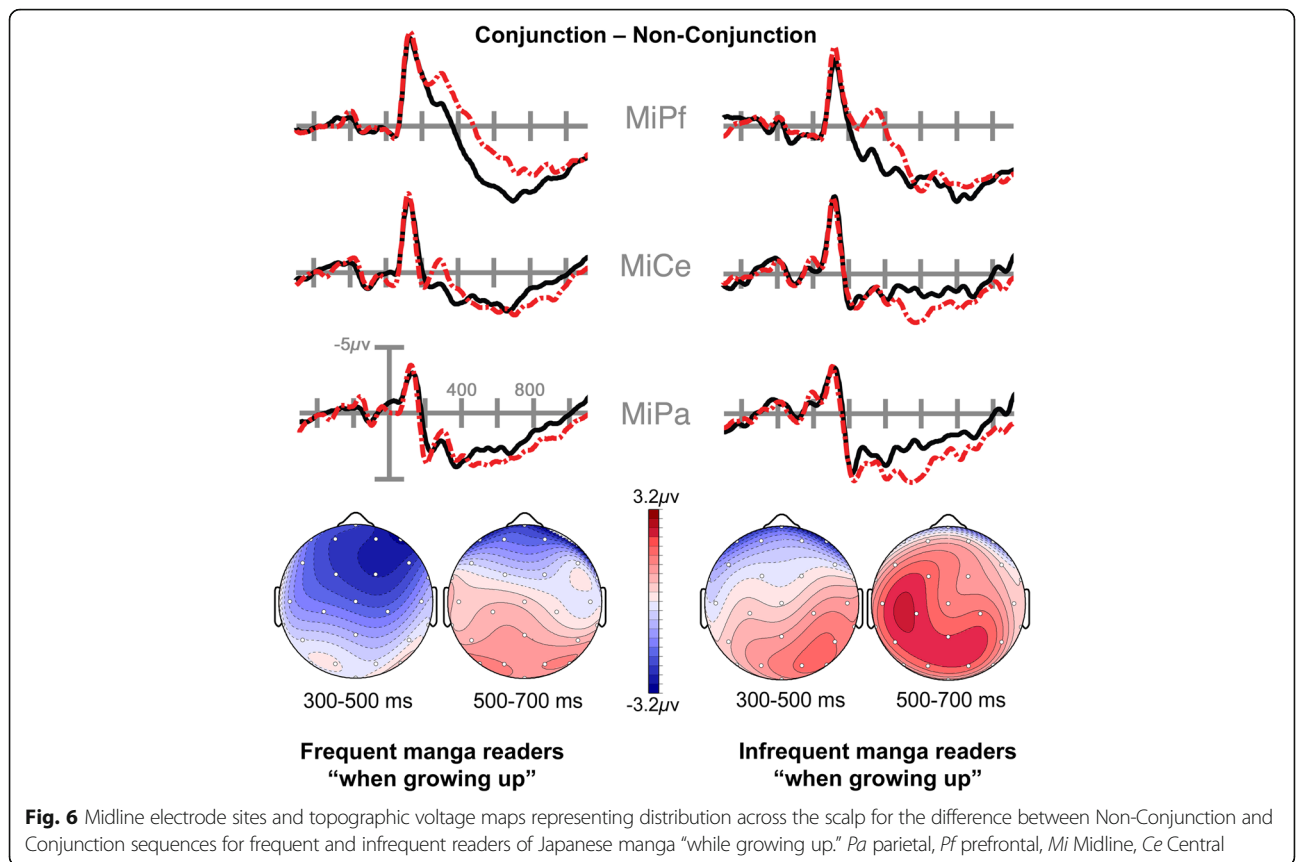 Conjunction – Non-Conjunction
MiPf
MiCe
-5µv
400 800
MiPa
3.2µv
-3.2µv
300-500 ms 500-700 ms 300-500 ms 500-700 ms
Frequent manga readers
“when growing up”
Infrequent manga readers
“when growing up”
Fig. 6 Midline electrode sites and topographic voltage maps representing distribution across the scalp for the difference between Non-Conjunction and
Conjunction sequences for frequent and infrequent readers of Japanese manga “while growing up.” Pa parietal, Pf prefrontal, Mi Midline, Ce Central